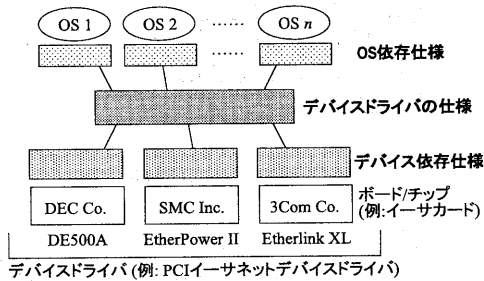 OS 1 OS 2 ...... OS n
...... OS依存仕様
デバイスドライバの仕様
デバイス依存仕様
DEC Co. SMC Inc. 3Com Co. ボード/チップ
(例:イーサカード)
DE500A EtherPower II Etherlink XL
デバイスドライバ (例: PCIイーサネットデバイスドライバ)